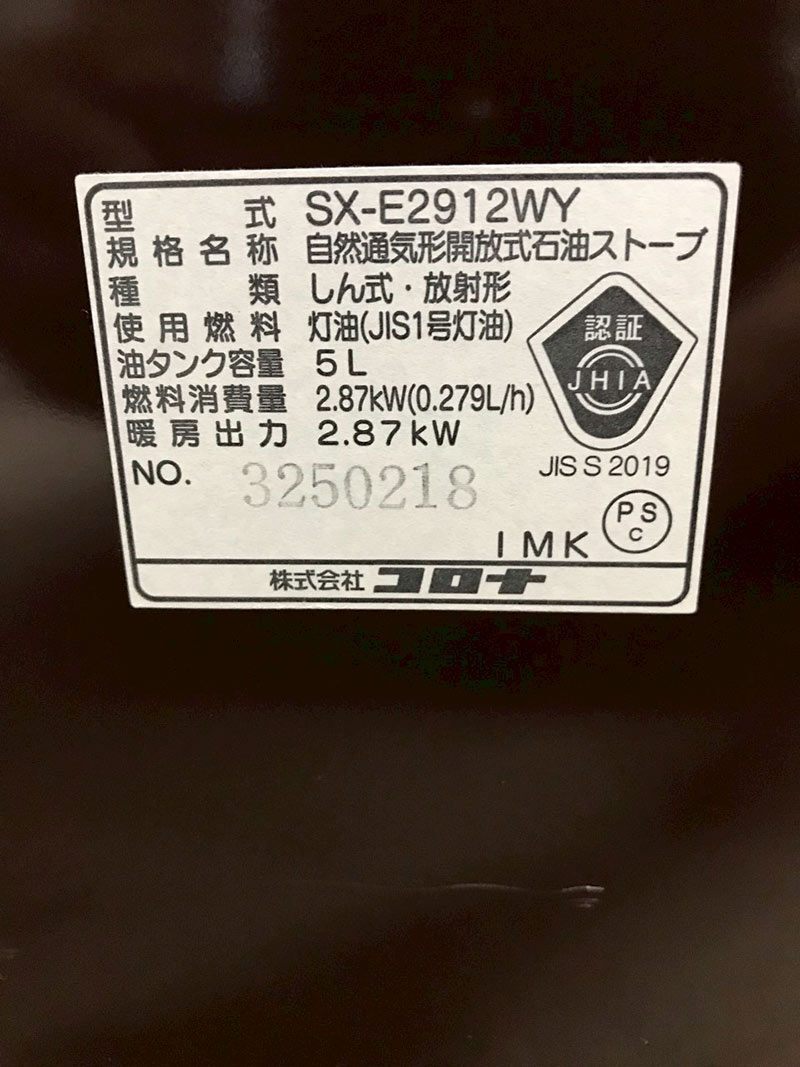 型式 SX-E2912WY
規格名称 自然通気形開放式石油ストーブ
種類 しん式・放射形
使用燃料 灯油(JIS1号灯油)
油タンク容量 5L
燃料消費量 2.87kW(0.279L/h)
暖房出力 2.87kW
認証
JHIA
JIS S 2019
NO. 3250218
IMK
PS
C
株式会社 コロナ